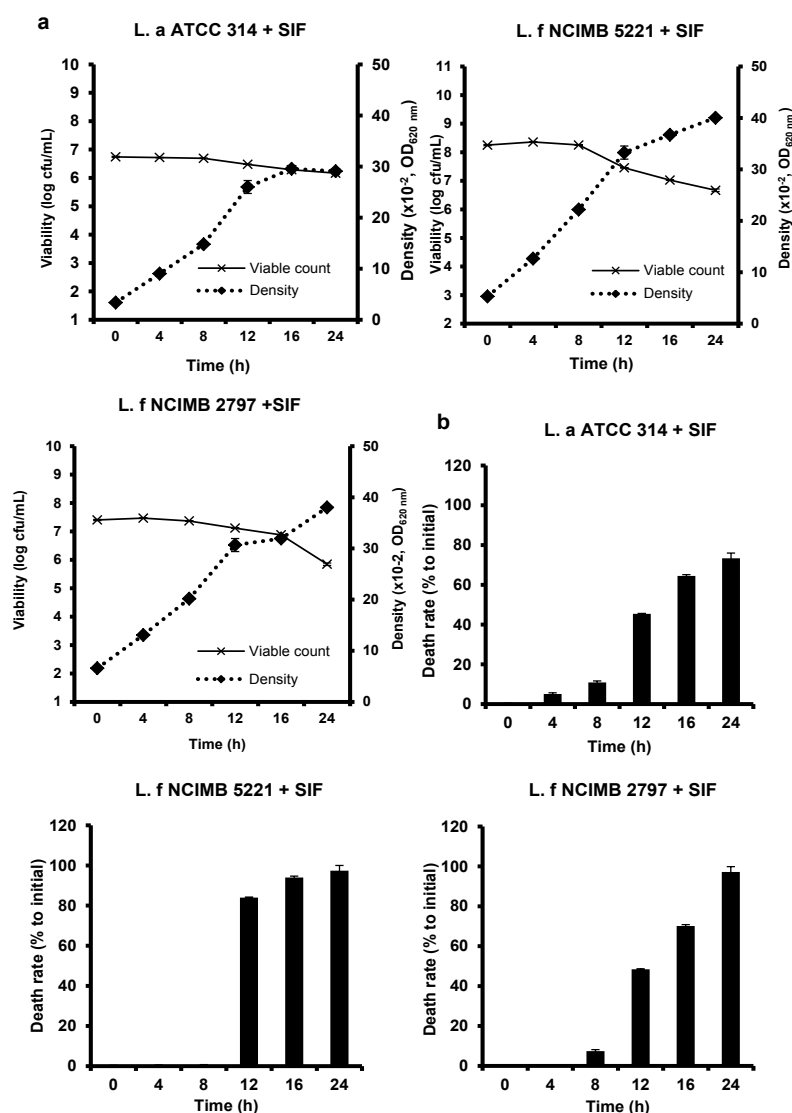 a
L. a ATCC 314 + SIF
10
9
8
7
6
5
4
3
2
1
Viability (log cfu/mL)
50
40
30
20
10
0
Density (x10-2, OD620 nm)
Viable count
Density
0 4 8 12 16 24
Time (h)
L. f NCIMB 5221 + SIF
11
10
9
8
7
6
5
4
3
2
Viability (log cfu/mL)
50
40
30
20
10
0
Density (x10-2, OD620 nm)
Viable count
Density
0 4 8 12 16 24
Time (h)
L. f NCIMB 2797 +SIF
10
9
8
7
6
5
4
3
2
1
Viability (log cfu/mL)
50
40
30
20
10
0
Density (x10-2, OD620 nm)
Viable count
Density
0 4 8 12 16 24
Time (h)
b
L. a ATCC 314 + SIF
120
100
80
60
40
20
0
Death rate (% to initial)
0 4 8 12 16 24
Time (h)
L. f NCIMB 5221 + SIF
120
100
80
60
40
20
0
Death rate (% to initial)
0 4 8 12 16 24
Time (h)
L. f NCIMB 2797 + SIF
120
100
80
60
40
20
0
Death rate (% to initial)
0 4 8 12 16 24
Time (h)